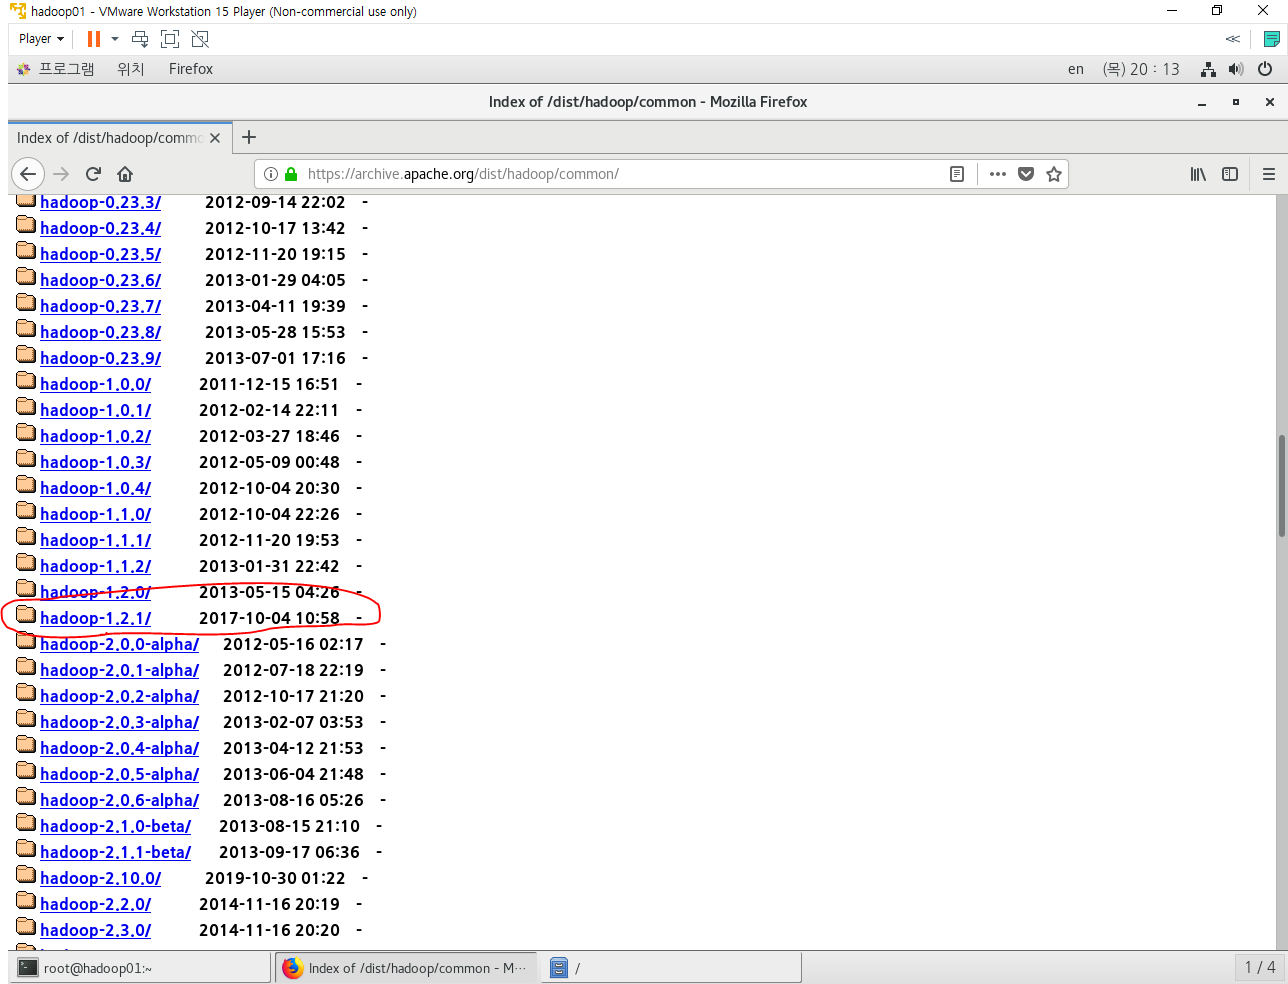 hadoop01 - VMware Workstation 15 Player (Non-commercial use only)
Player
프로그램 위치 Firefox en (목) 20 : 13
Index of /dist/hadoop/common - Mozilla Firefox
Index of /dist/hadoop/commo
https://archive.apache.org/dist/hadoop/common/
hadoop-0.23.3/ 2012-09-14 22:02 -
hadoop-0.23.4/ 2012-10-17 13:42 -
hadoop-0.23.5/ 2012-11-20 19:15 -
hadoop-0.23.6/ 2013-01-29 04:05 -
hadoop-0.23.7/ 2013-04-11 19:39 -
hadoop-0.23.8/ 2013-05-28 15:53 -
hadoop-0.23.9/ 2013-07-01 17:16 -
hadoop-1.0.0/ 2011-12-15 16:51 -
hadoop-1.0.1/ 2012-02-14 22:11 -
hadoop-1.0.2/ 2012-03-27 18:46 -
hadoop-1.0.3/ 2012-05-09 00:48 -
hadoop-1.0.4/ 2012-10-04 20:30 -
hadoop-1.1.0/ 2012-10-04 22:26 -
hadoop-1.1.1/ 2012-11-20 19:53 -
hadoop-1.1.2/ 2013-01-31 22:42 -
hadoop-1.2.0/ 2013-05-15 04:26 -
hadoop-1.2.1/ 2017-10-04 10:58 -
hadoop-2.0.0-alpha/ 2012-05-16 02:17 -
hadoop-2.0.1-alpha/ 2012-07-18 22:19 -
hadoop-2.0.2-alpha/ 2012-10-17 21:20 -
hadoop-2.0.3-alpha/ 2013-02-07 03:53 -
hadoop-2.0.4-alpha/ 2013-04-12 21:53 -
hadoop-2.0.5-alpha/ 2013-06-04 21:48 -
hadoop-2.0.6-alpha/ 2013-08-16 05:26 -
hadoop-2.1.0-beta/ 2013-08-15 21:10 -
hadoop-2.1.1-beta/ 2013-09-17 06:36 -
hadoop-2.10.0/ 2019-10-30 01:22 -
hadoop-2.2.0/ 2014-11-16 20:19 -
hadoop-2.3.0/ 2014-11-16 20:20 -
root@hadoop01:~ Index of /dist/hadoop/common - M⋯ / 1 / 4